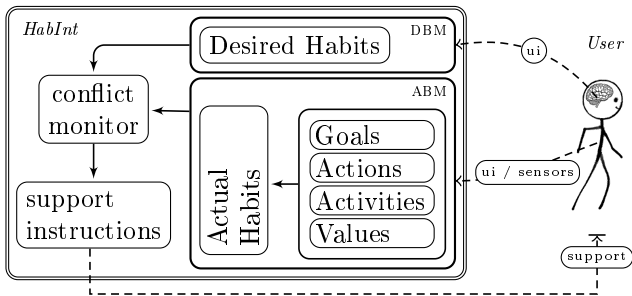 HabInt
DBM
Desired Habits
ui
User
conflict
monitor
ABM
Actual
Habits
Goals
Actions
Activities
Values
ui / sensors
support
instructions
support